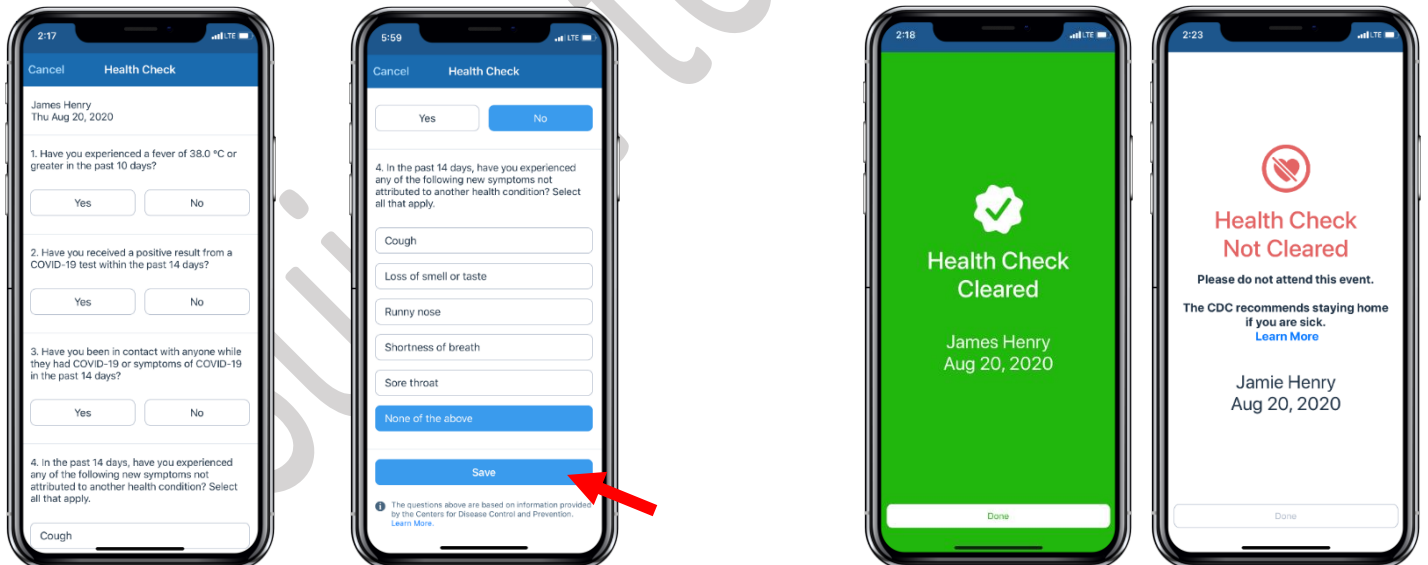 2:17
LTE
Cancel
Health Check
James Henry
Thu Aug 20, 2020
1. Have you experienced a fever of 38.0 °C or
greater in the past 10 days?
Yes
No
2. Have you received a positive result from a
COVID-19 test within the past 14 days?
Yes
No
3. Have you been in contact with anyone while
they had COVID-19 or symptoms of COVID-19
in the past 14 days?
Yes
No
4. In the past 14 days, have you experienced
any of the following new symptoms not
attributed to another health condition? Select
all that apply.
Cough
5:59
LTE
Cancel
Health Check
Yes
No
4. In the past 14 days, have you experienced
any of the following new symptoms not
attributed to another health condition? Select
all that apply.
Cough
Loss of smell or taste
Runny nose
Shortness of breath
Sore throat
None of the above
Save
The questions above are based on information provided
by the Centers for Disease Control and Prevention.
Learn More.
2:18
LTE
Health Check
Cleared
James Henry
Aug 20, 2020
Done
2:23
LTE
Health Check
Not Cleared
Please do not attend this event.
The CDC recommends staying home
if you are sick.
Learn More
Jamie Henry
Aug 20, 2020
Done